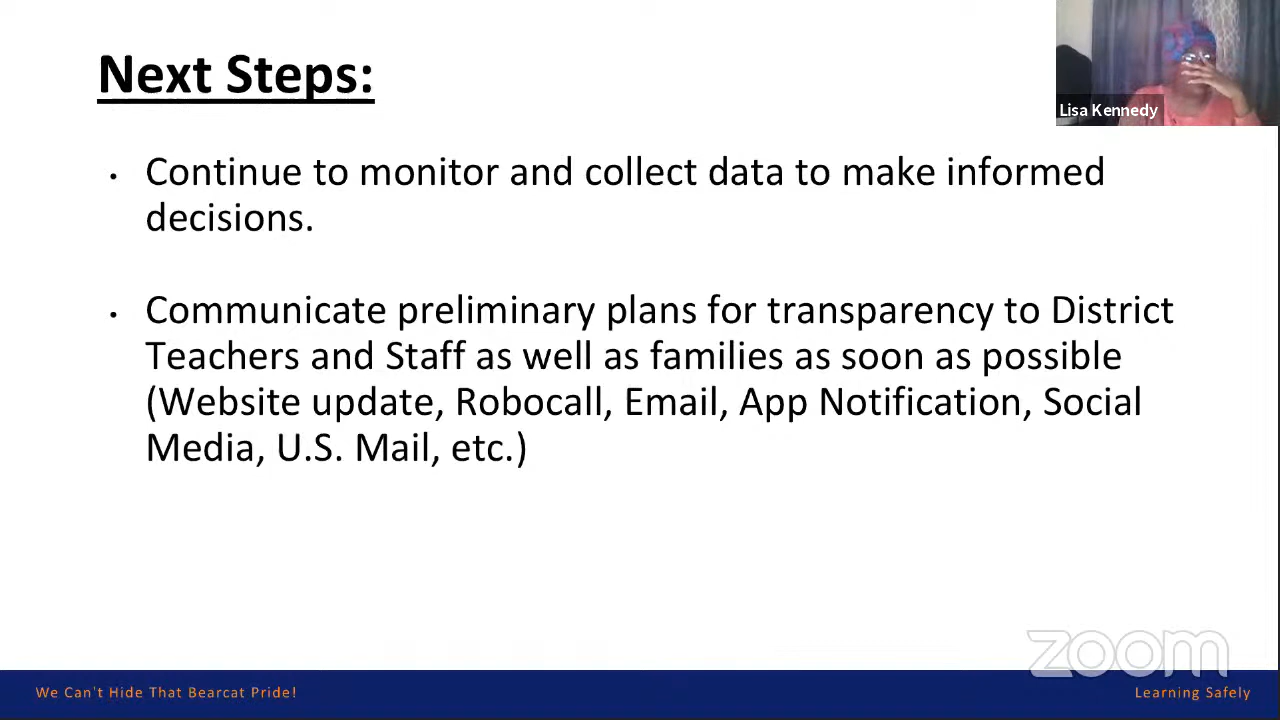 Next Steps:
Lisa Kennedy
• Continue to monitor and collect data to make informed
decisions.
• Communicate preliminary plans for transparency to District
Teachers and Staff as well as families as soon as possible
(Website update, Robocall, Email, App Notification, Social
Media, U.S. Mail, etc.)
zoom
We Can't Hide That Bearcat Pride!
Learning Safely